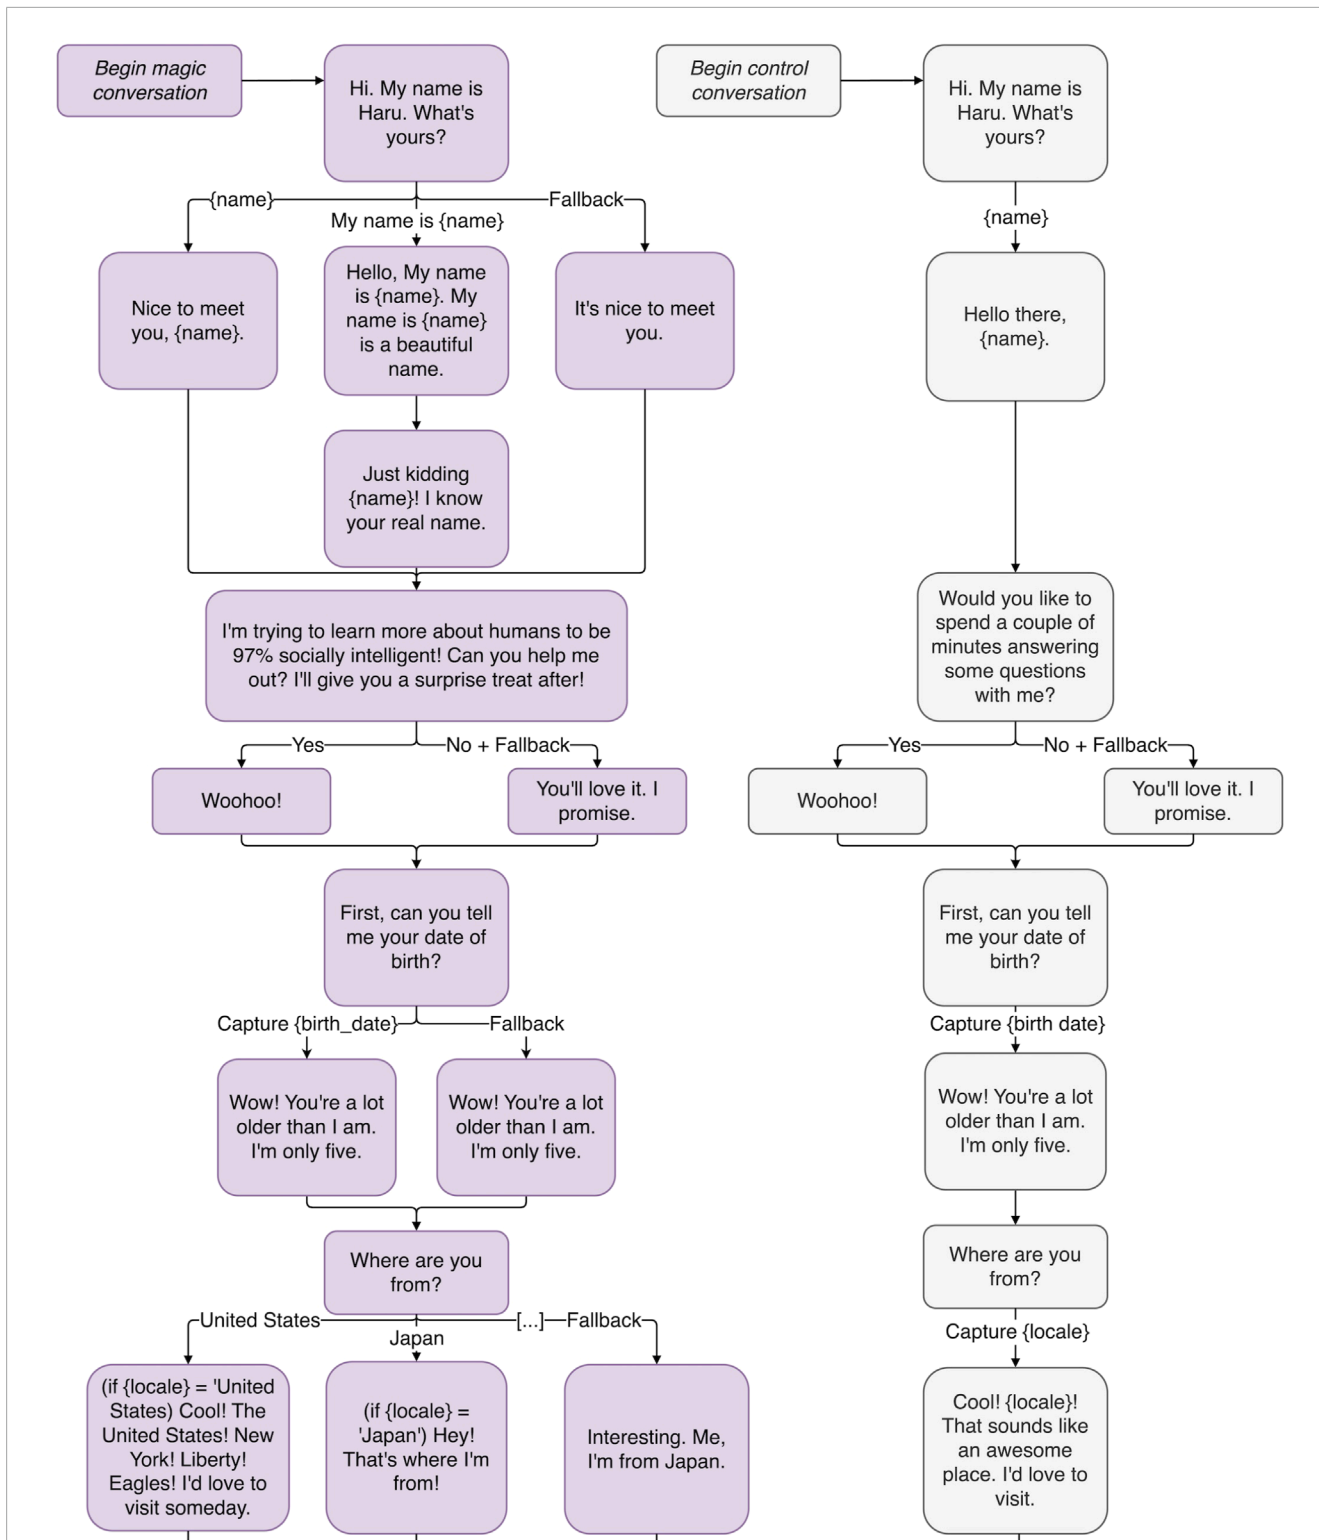 Begin magic
conversation
Hi. My name is
Haru. What's
yours?
Begin control
conversation
Hi. My name is
Haru. What's
yours?
{name}
Fallback
My name is {name}
{name}
Nice to meet
you, {name}.
Hello, My name
is {name}. My
name is {name}
is a beautiful
name.
It's nice to meet
you.
Hello there,
{name}.
Just kidding
{name}! I know
your real name.
I'm trying to learn more about humans to be
97% socially intelligent! Can you help me
out? I'll give you a surprise treat after!
Would you like to
spend a couple of
minutes answering
some questions
with me?
Yes
No + Fallback
Yes
No + Fallback
Woohoo!
You'll love it. I
promise.
Woohoo!
You'll love it. I
promise.
First, can you tell
me your date of
birth?
First, can you tell
me your date of
birth?
Capture {birth_date}
Fallback
Capture {birth date}
Wow! You're a lot
older than I am.
I'm only five.
Wow! You're a lot
older than I am.
I'm only five.
Wow! You're a lot
older than I am.
I'm only five.
Where are you
from?
Where are you
from?
United States
[...]
Fallback
Japan
Capture {locale}
(if {locale} = 'United
States) Cool! The
United States! New
York! Liberty!
Eagles! I'd love to
visit someday.
(if {locale} =
'Japan') Hey!
That's where I'm
from!
Interesting. Me,
I'm from Japan.
Cool! {locale}!
That sounds like
an awesome
place. I'd love to
visit.